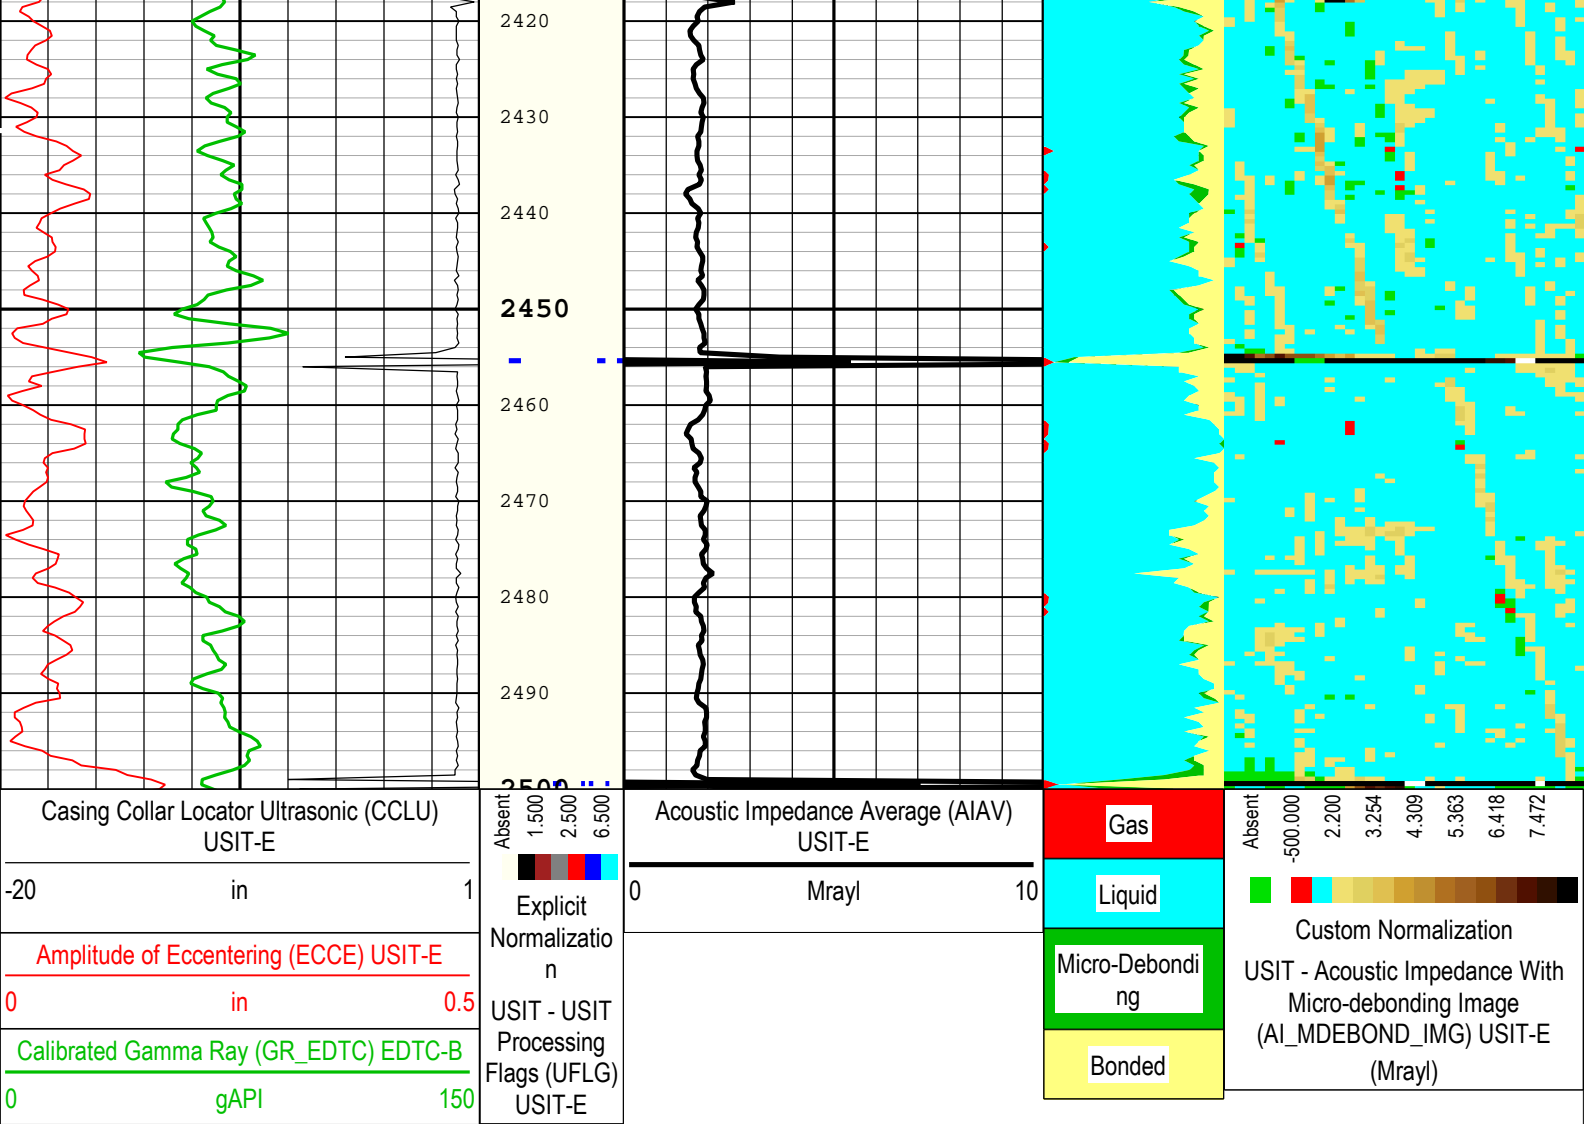 2420
2430
2440
2450
2460
2470
2480
2490
2500
Casing Collar Locator Ultrasonic (CCLU)
USIT-E
-20 in 1
Amplitude of Eccentering (ECCE) USIT-E
0 in 0.5
Calibrated Gamma Ray (GR_EDTC) EDTC-B
0 gAPI 150
Absent 1.500 2.500 6.500
Explicit
Normalizatio
n
USIT - USIT
Processing
Flags (UFLG)
USIT-E
Acoustic Impedance Average (AIAV)
USIT-E
0 Mrayl 10
Gas
Liquid
Micro-Debondi
ng
Bonded
Absent -500.000 2.200 3.254 4.309 5.363 6.418 7.472
Custom Normalization
USIT - Acoustic Impedance With
Micro-debonding Image
(AI_MDEBOND_IMG) USIT-E
(Mrayl)